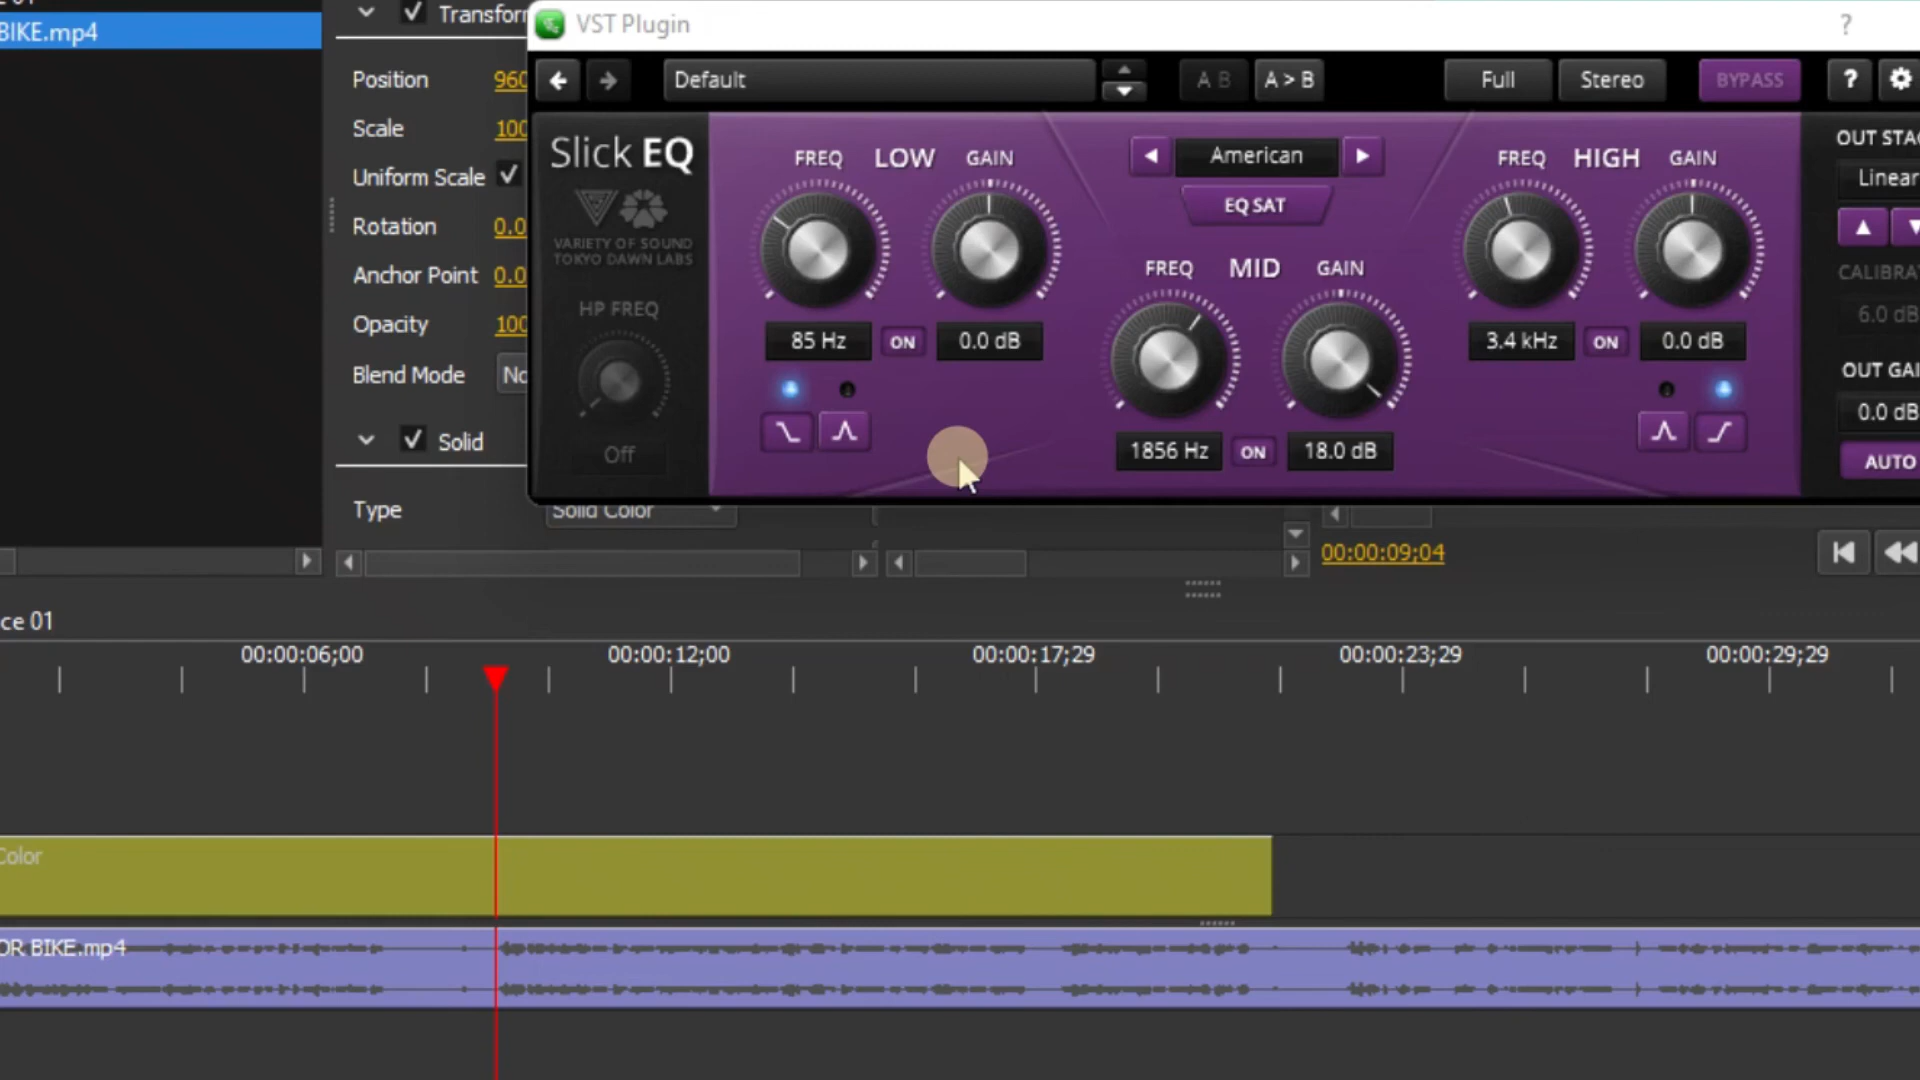 BIKE.mp4
Position
960
Scale
100
Uniform Scale
Rotation
0.0
Anchor Point
0.0
Opacity
100
Blend Mode
No
Solid
Type
Solid Color
VST Plugin
?
Default
A B
A > B
Full
Stereo
BYPASS
?
Slick EQ
VARIETY OF SOUND
TOKYO DAWN LABS
HP FREQ
Off
FREQ LOW GAIN
85 Hz ON 0.0 dB
American
EQ SAT
FREQ MID GAIN
1856 Hz ON 18.0 dB
FREQ HIGH GAIN
3.4 kHz ON 0.0 dB
OUT STA
Linear
CALIBRA
6.0 dB
OUT GAI
0.0 dB
AUTO
00:00:09;04
ce 01
00:00:06;00 00:00:12;00 00:00:17;29 00:00:23;29 00:00:29;29
Color
OR BIKE.mp4